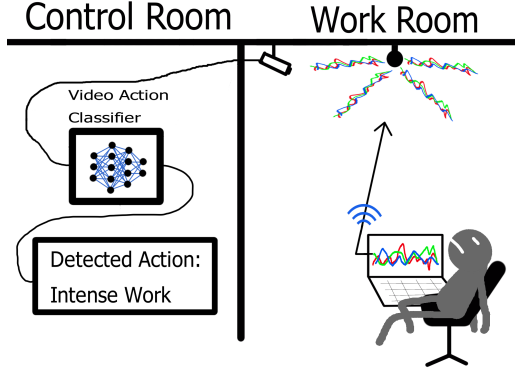 Control Room
Work Room
Video Action
Classifier
Detected Action:
Intense Work